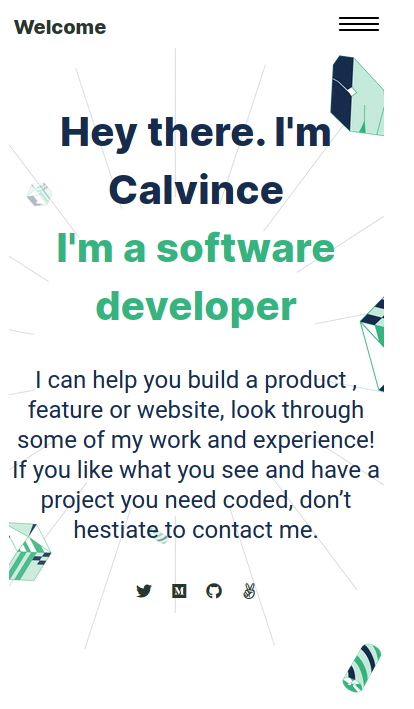 Welcome
Hey there. I'm
Calvince
I'm a software
developer
I can help you build a product ,
feature or website, look through
some of my work and experience!
If you like what you see and have a
project you need coded, don’t
hestiate to contact me.